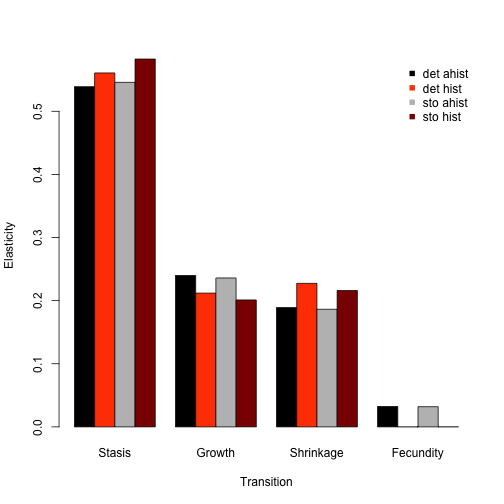 det ahist
det hist
sto ahist
sto hist
Elasticity
0.5
0.4
0.3
0.2
0.1
0.0
Stasis Growth Shrinkage Fecundity
Transition